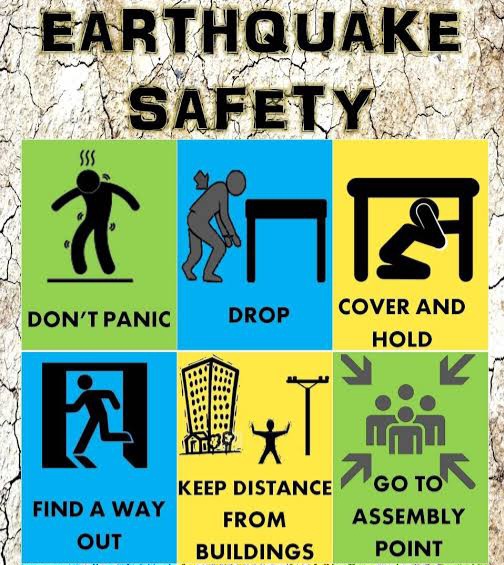 EARTHQUAKE
SAFETY
DON'T PANIC
DROP
COVER AND
HOLD
FIND A WAY
OUT
KEEP DISTANCE
FROM
BUILDINGS
GO TO
ASSEMBLY
POINT